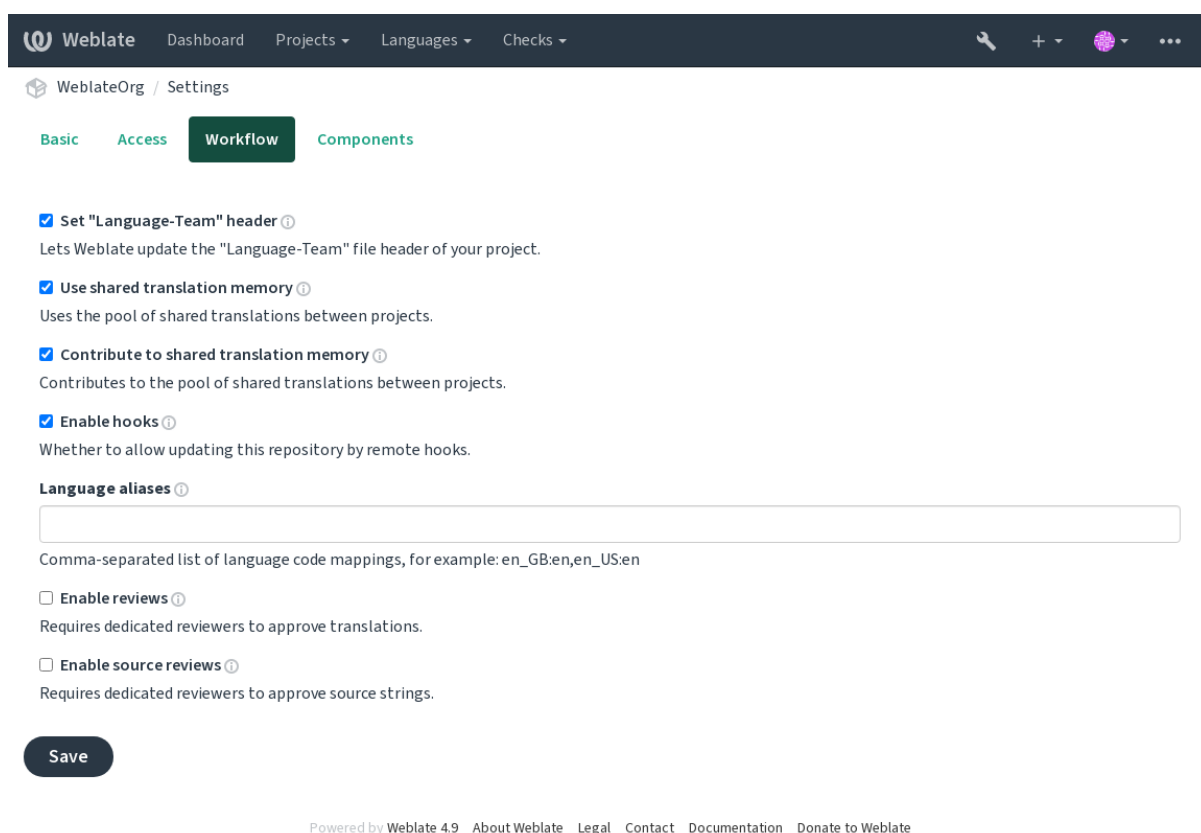 Weblate Dashboard Projects Languages Checks
WeblateOrg / Settings
Basic Access Workflow Components
Set "Language-Team" header
Lets Weblate update the "Language-Team" file header of your project.
Use shared translation memory
Uses the pool of shared translations between projects.
Contribute to shared translation memory
Contributes to the pool of shared translations between projects.
Enable hooks
Whether to allow updating this repository by remote hooks.
Language aliases
Comma-separated list of language code mappings, for example: en_GB:en,en_US:en
Enable reviews
Requires dedicated reviewers to approve translations.
Enable source reviews
Requires dedicated reviewers to approve source strings.
Save
Powered by Weblate 4.9 About Weblate Legal Contact Documentation Donate to Weblate